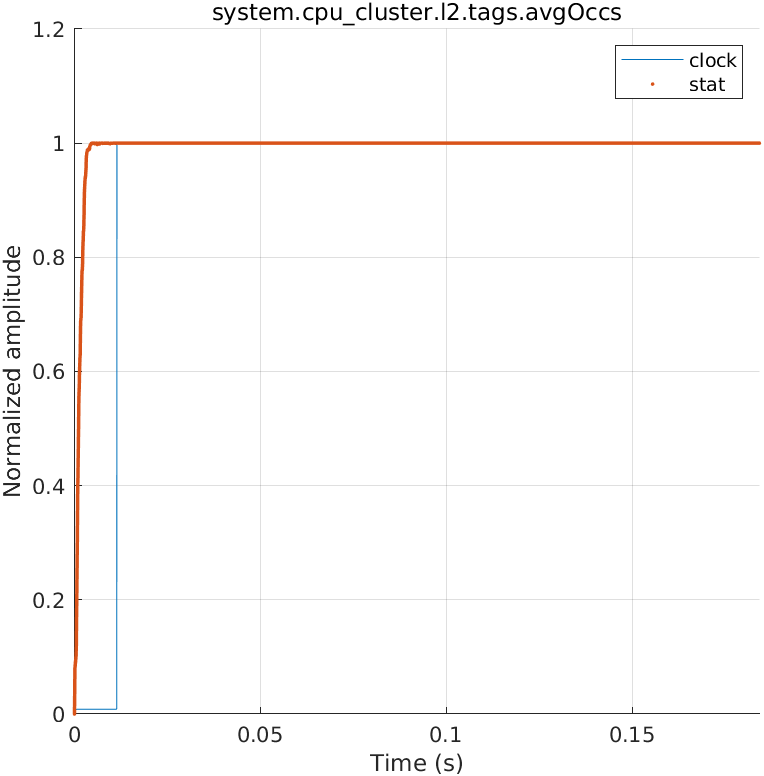 system.cpu_cluster.l2.tags.avgOccs
clock
stat
Normalized amplitude
1.2
1
0.8
0.6
0.4
0.2
0
0
0.05
0.1
0.15
Time (s)